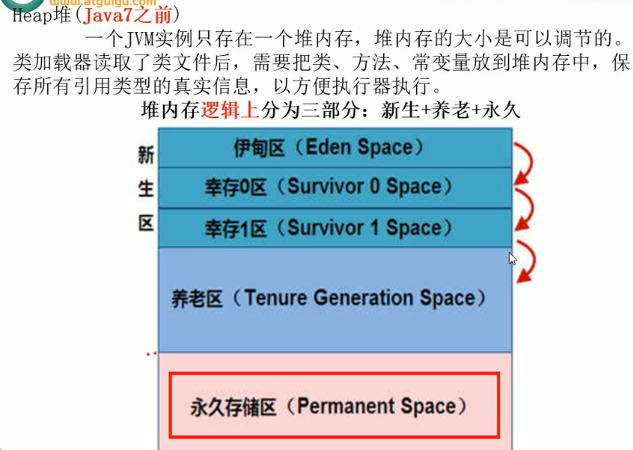 www.atguigu.com
Heap堆(Java7之前)
一个JVM实例只存在一个堆内存，堆内存的大小是可以调节的。
类加载器读取了类文件后，需要把类、方法、常变量放到堆内存中，保
存所有引用类型的真实信息，以方便执行器执行。
堆内存逻辑上分为三部分：新生+养老+永久
新生区
伊甸区（Eden Space）
幸存0区（Survivor 0 Space）
幸存1区（Survivor 1 Space）
养老区（Tenure Generation Space）
永久存储区（Permanent Space）